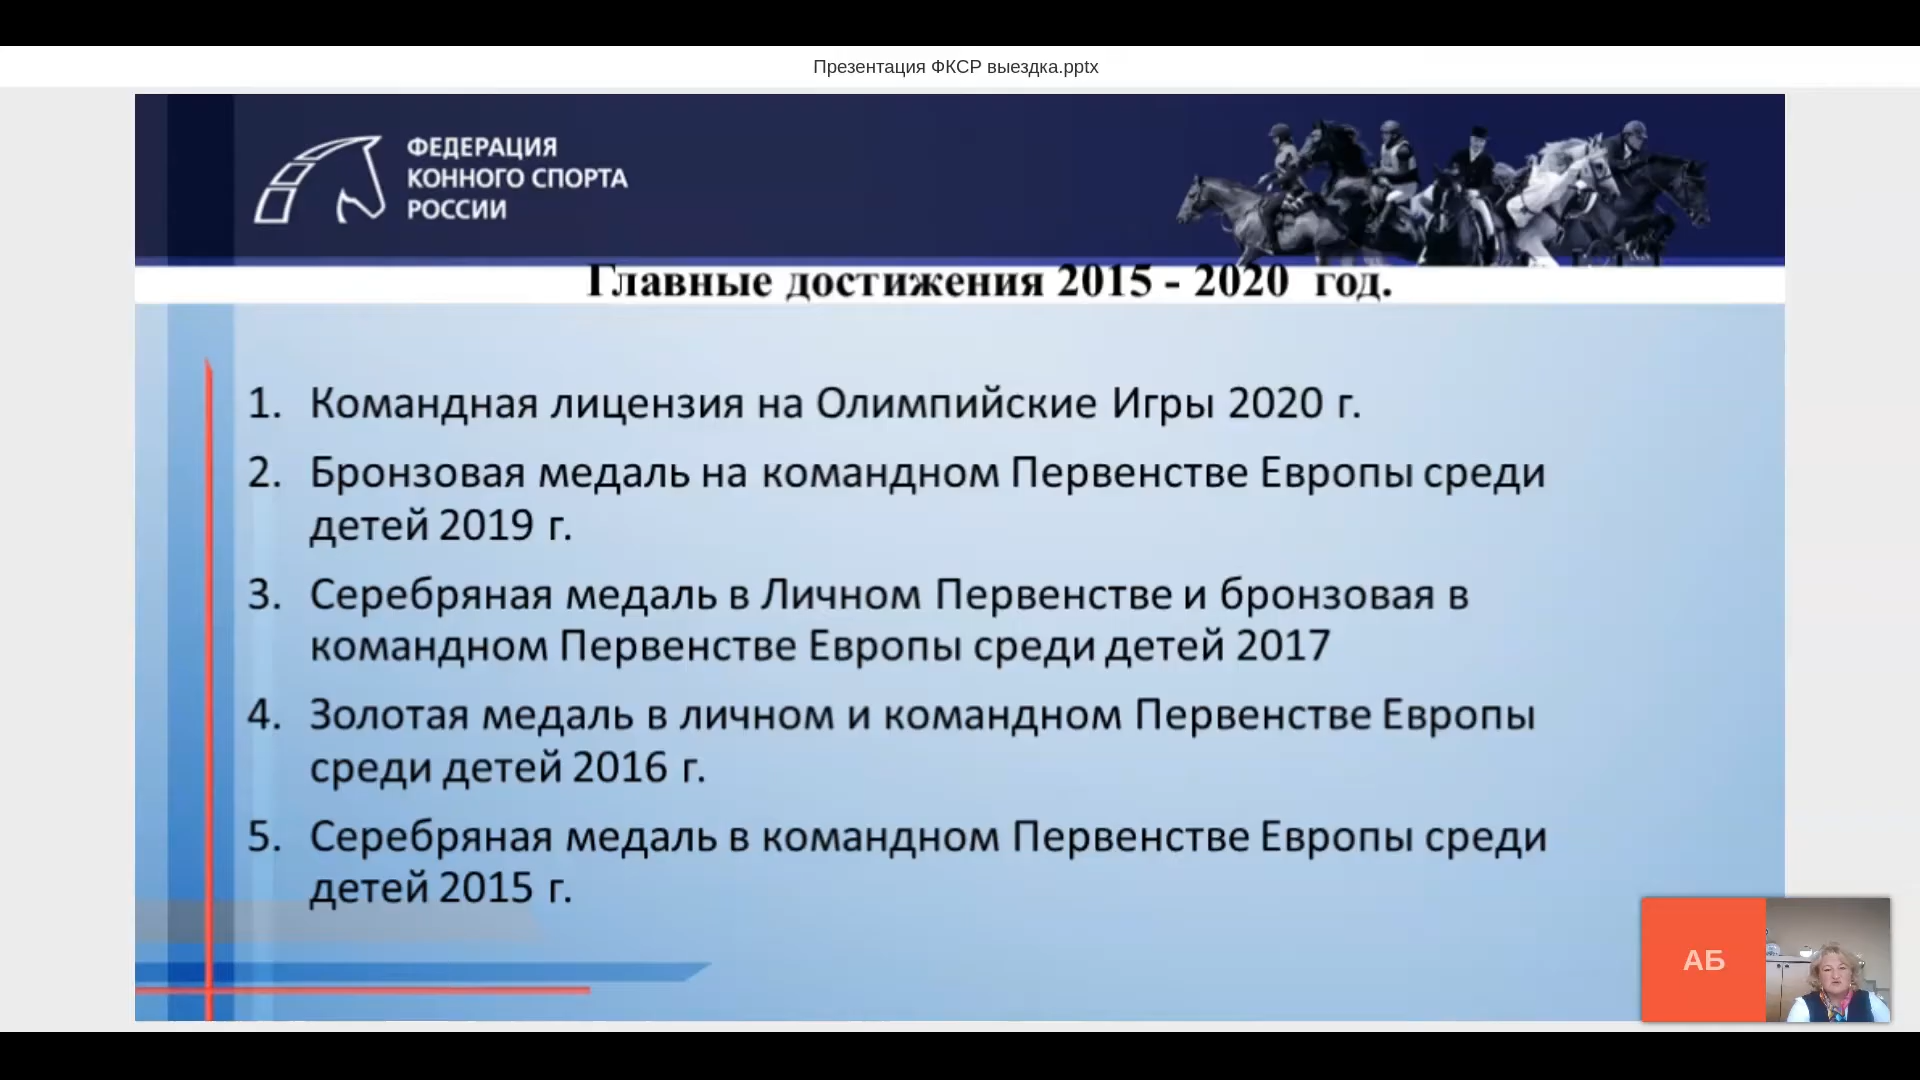 Презентация ФКСР выездка.pptx
ФЕДЕРАЦИЯ
КОННОГО СПОРТА
РОССИИ
Главные достижения 2015 - 2020 год.
1. Командная лицензия на Олимпийские Игры 2020 г.
2. Бронзовая медаль на командном Первенстве Европы среди
детей 2019 г.
3. Серебряная медаль в Личном Первенстве и бронзовая в
командном Первенстве Европы среди детей 2017
4. Золотая медаль в личном и командном Первенстве Европы
среди детей 2016 г.
5. Серебряная медаль в командном Первенстве Европы среди
детей 2015 г.
АБ